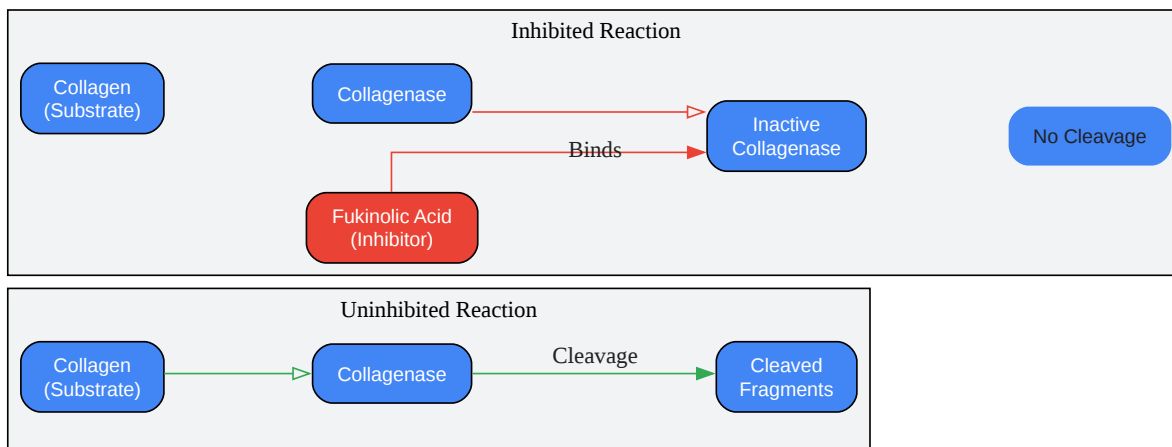 Inhibited Reaction
Collagen
(Substrate)
Collagenase
Inactive
Collagenase
No Cleavage
Binds
Fukinolic Acid
(Inhibitor)
Uninhibited Reaction
Collagen
(Substrate)
Collagenase
Cleavage
Cleaved
Fragments